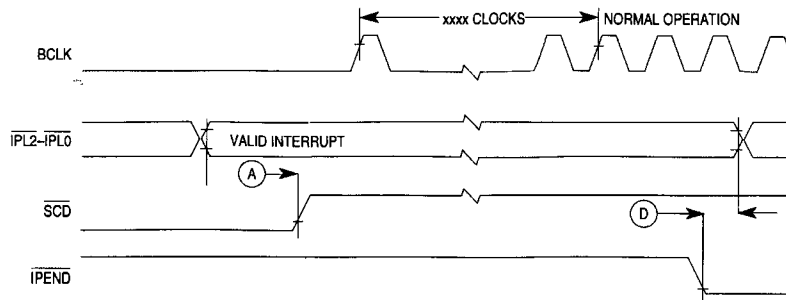 xxxx CLOCKS NORMAL OPERATION
BCLK
IPL2–IPL0
VALID INTERRUPT
A
SCD
D
IPEND